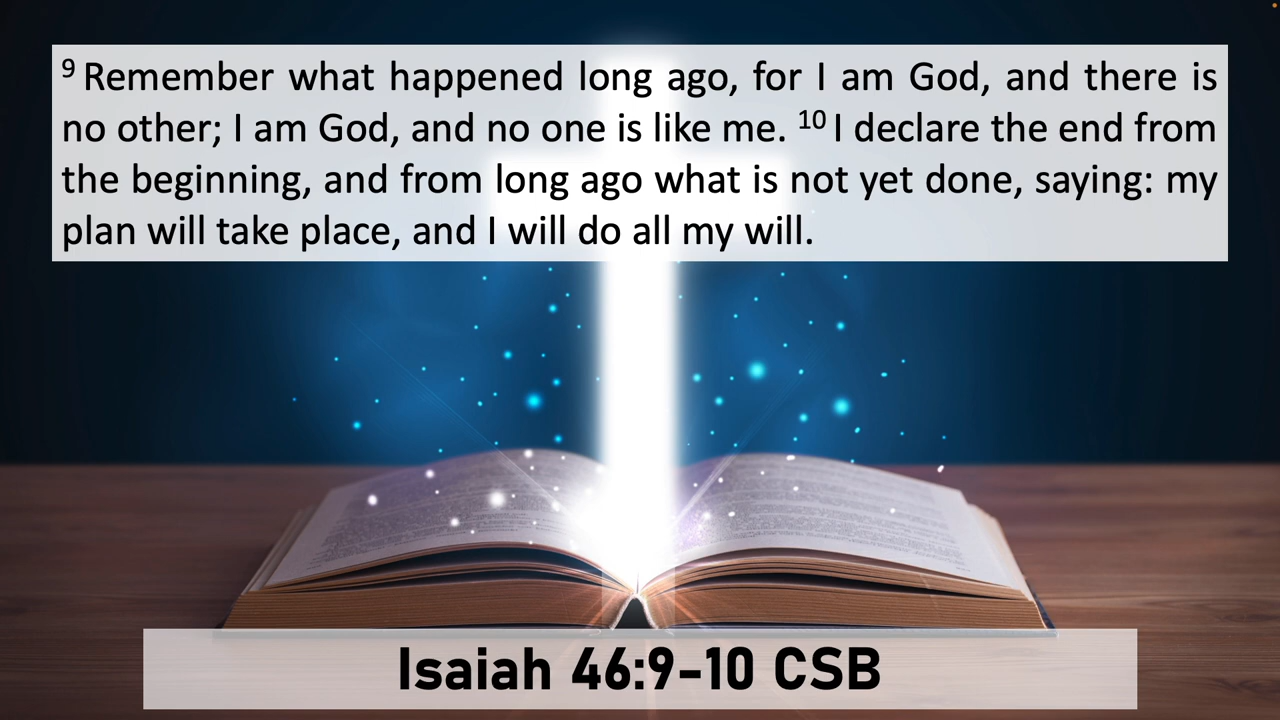 ⁹ Remember what happened long ago, for I am God, and there is
no other; I am God, and no one is like me. ¹⁰ I declare the end from
the beginning, and from long ago what is not yet done, saying: my
plan will take place, and I will do all my will.
Isaiah 46:9-10 CSB